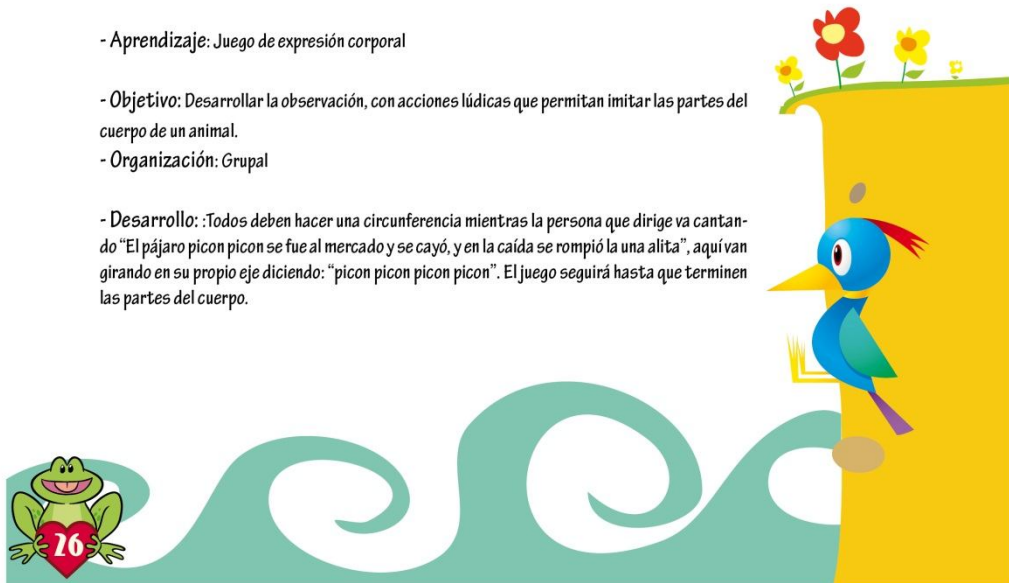 - Aprendizaje: Juego de expresión corporal
- Objetivo: Desarrollar la observación, con acciones lúdicas que permitan imitar las partes del
cuerpo de un animal.
- Organización: Grupal
- Desarrollo: :Todos deben hacer una circunferencia mientras la persona que dirige va cantan-
do “El pájaro picon picon se fue al mercado y se cayó, y en la caída se rompió la una alita”, aquí van
girando en su propio eje diciendo: “picon picon picon picon”. El juego seguirá hasta que terminen
las partes del cuerpo.
26